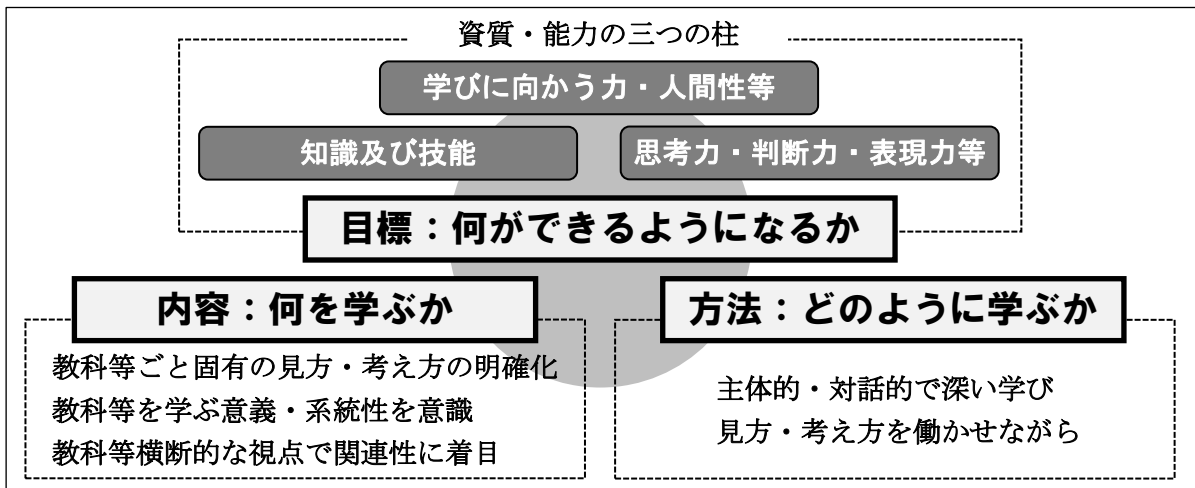 資質・能力の三つの柱
学びに向かう力・人間性等
知識及び技能
思考力・判断力・表現力等
目標：何ができるようになるか
内容：何を学ぶか
教科等ごと固有の見方・考え方の明確化
教科等を学ぶ意義・系統性を意識
教科等横断的な視点で関連性に着目
方法：どのように学ぶか
主体的・対話的で深い学び
見方・考え方を働かせながら